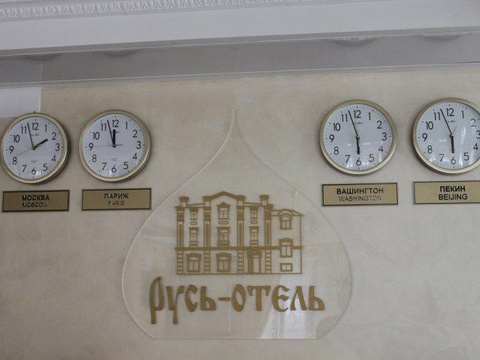 МОСКВА
MOSCOW
ПАРИЖ
PARIS
ВАШИНГТОН
WASHINGTON
ПЕКИН
BEIJING
Русь-отель